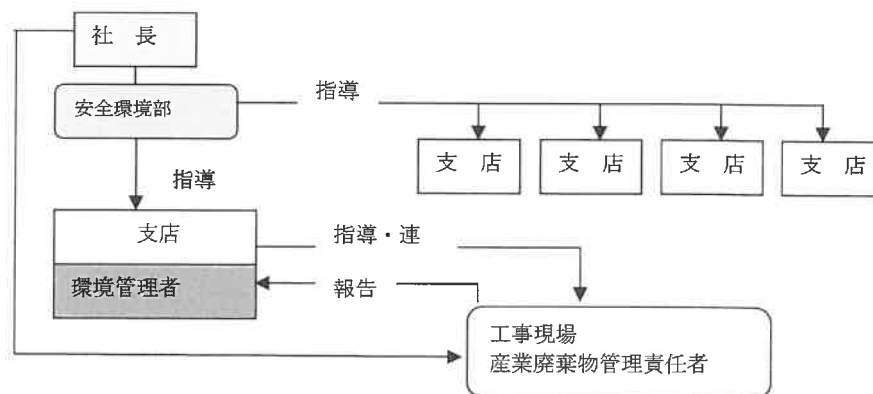 社 長
安全環境部
指導
支 店
支 店
支 店
支 店
指導
支店
指導・連
環境管理者
報告
工事現場
産業廃棄物管理責任者